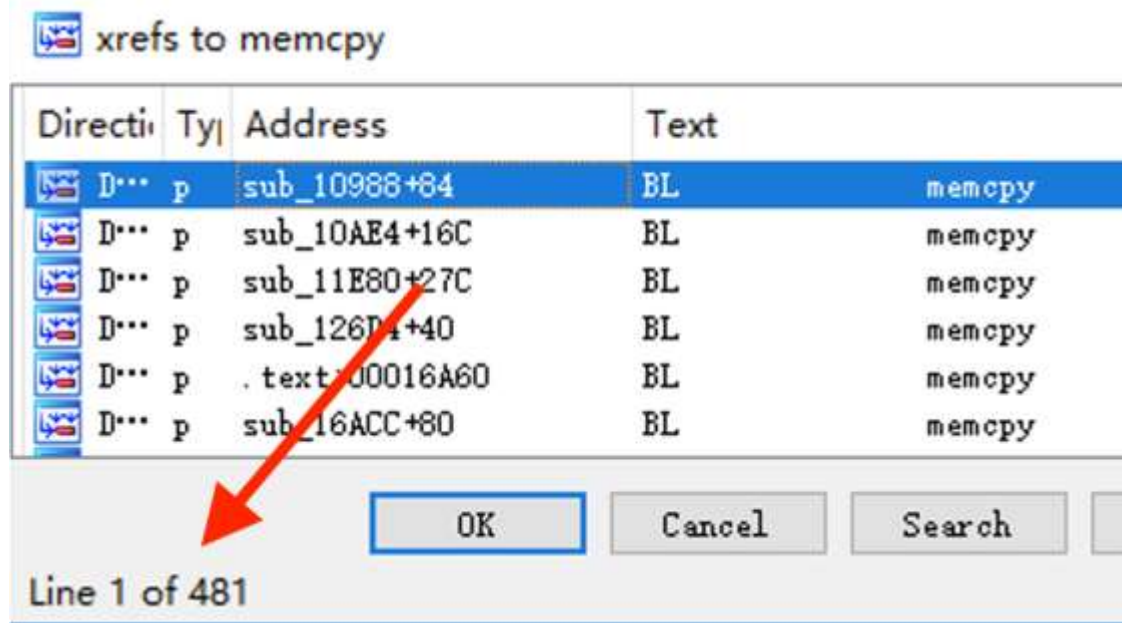 xrefs to memcpy
Directi Ty Address Text
D··· p sub_10988+84 BL memcpy
D··· p sub_10AE4+16C BL memcpy
D··· p sub_11E80+27C BL memcpy
D··· p sub_126D4+40 BL memcpy
D··· p .text:00016A60 BL memcpy
D··· p sub_16ACC+80 BL memcpy
OK Cancel Search
Line 1 of 481